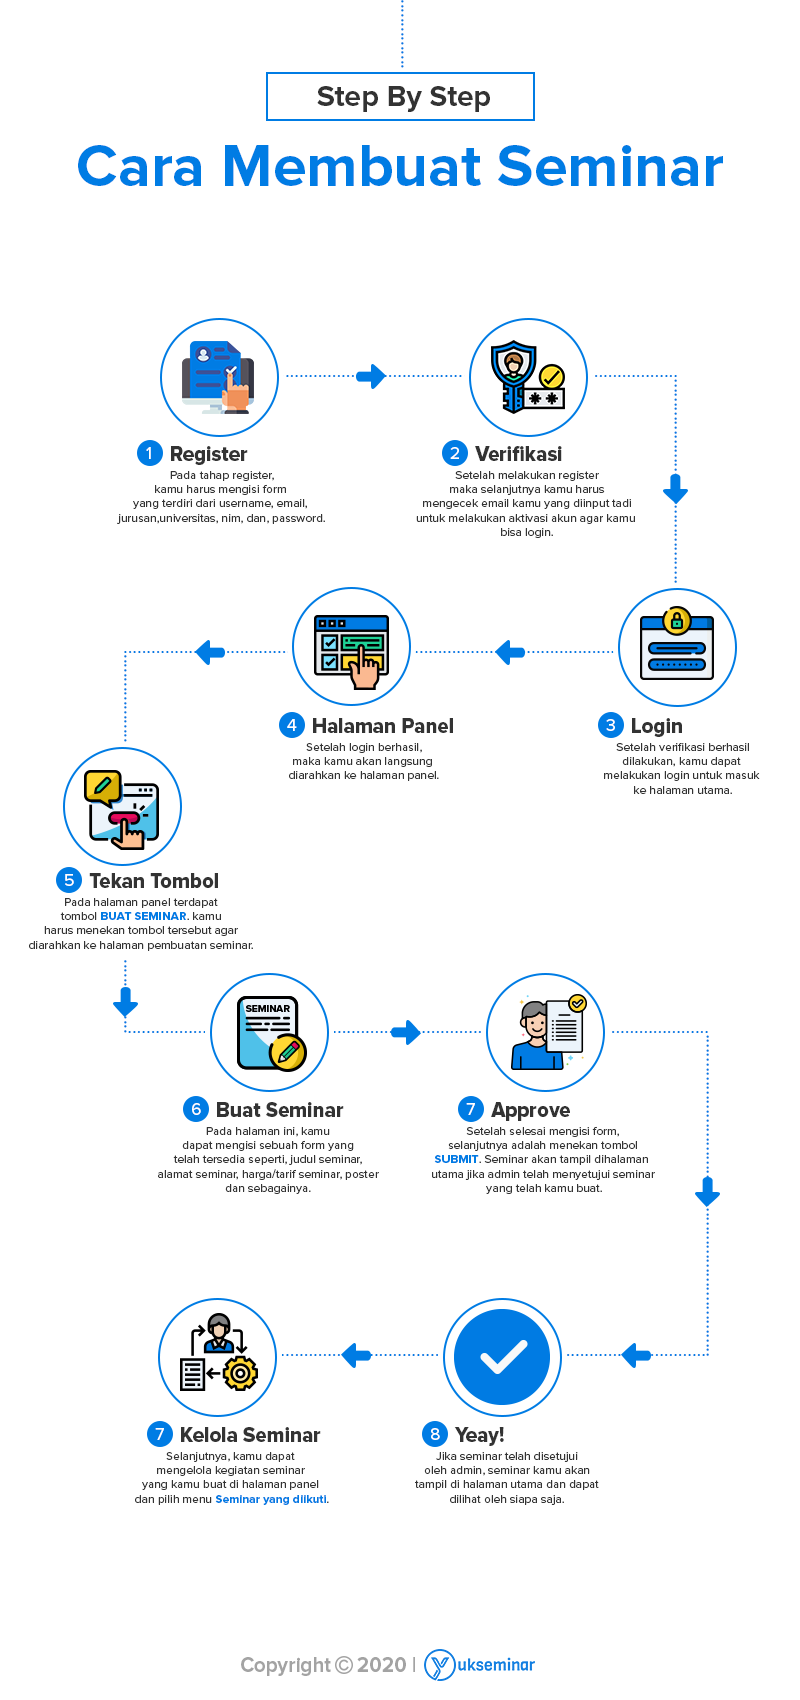 Step By Step
Cara Membuat Seminar
1 Register
Pada tahap register,
kamu harus mengisi form
yang terdiri dari username, email,
jurusan,universitas, nim, dan, password.
2 Verifikasi
Setelah melakukan register
maka selanjutnya kamu harus
mengecek email kamu yang diinput tadi
untuk melakukan aktivasi akun agar kamu
bisa login.
3 Login
Setelah verifikasi berhasil
dilakukan, kamu dapat
melakukan login untuk masuk
ke halaman utama.
4 Halaman Panel
Setelah login berhasil,
maka kamu akan langsung
diarahkan ke halaman panel.
5 Tekan Tombol
Pada halaman panel terdapat
tombol BUAT SEMINAR. kamu
harus menekan tombol tersebut agar
diarahkan ke halaman pembuatan seminar.
SEMINAR
6 Buat Seminar
Pada halaman ini, kamu
dapat mengisi sebuah form yang
telah tersedia seperti, judul seminar,
alamat seminar, harga/tarif seminar, poster
dan sebagainya.
7 Approve
Setelah selesai mengisi form,
selanjutnya adalah menekan tombol
SUBMIT. Seminar akan tampil dihalaman
utama jika admin telah menyetujui seminar
yang telah kamu buat.
8 Yeay!
Jika seminar telah disetujui
oleh admin, seminar kamu akan
tampil di halaman utama dan dapat
dilihat oleh siapa saja.
7 Kelola Seminar
Selanjutnya, kamu dapat
mengelola kegiatan seminar
yang kamu buat di halaman panel
dan pilih menu Seminar yang diikuti.
Copyright © 2020 | Yukseminar